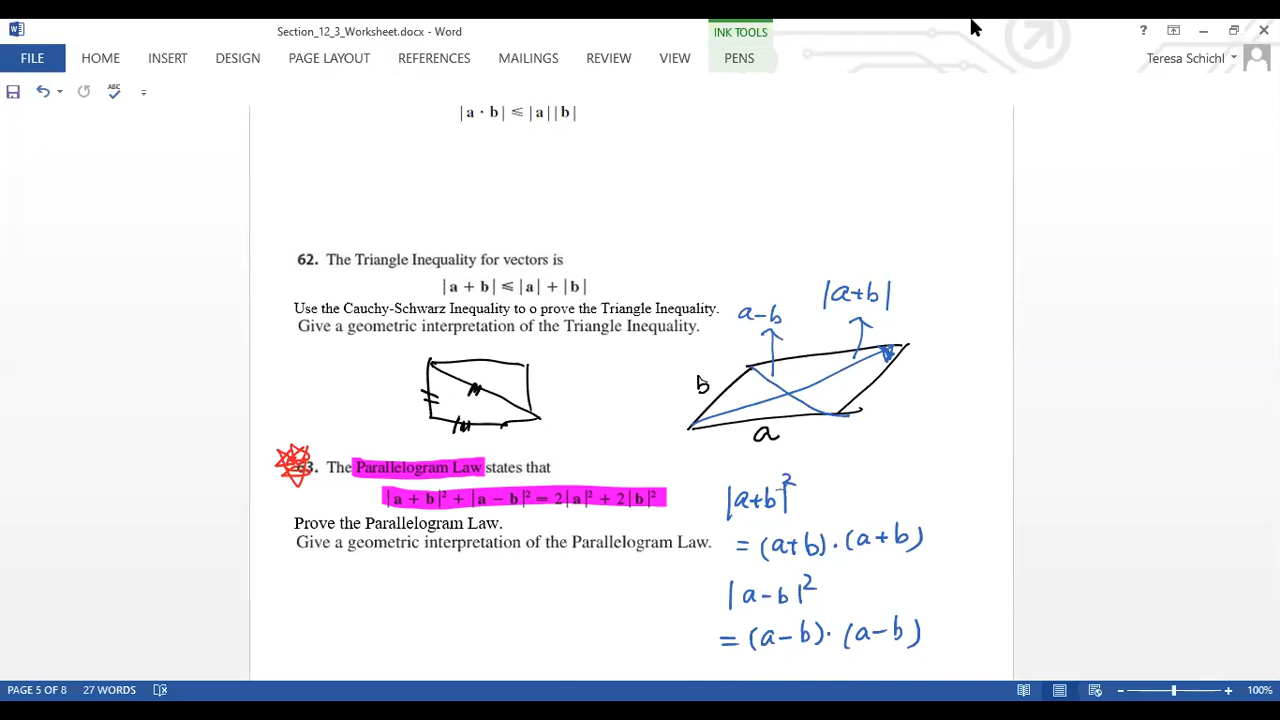 Section_12_3_Worksheet.docx - Word
INK TOOLS
?
FILE HOME INSERT DESIGN PAGE LAYOUT REFERENCES MAILINGS REVIEW VIEW PENS
Teresa Schichl
ABC
|a · b| ≤ |a||b|
62. The Triangle Inequality for vectors is
|a + b| ≤ |a| + |b|
Use the Cauchy-Schwarz Inequality to o prove the Triangle Inequality.
Give a geometric interpretation of the Triangle Inequality.
a-b
|a+b|
b
a
63. The Parallelogram Law states that
|a + b|² + |a − b|² = 2|a|² + 2|b|²
Prove the Parallelogram Law.
Give a geometric interpretation of the Parallelogram Law.
|a+b|²
= (a+b)·(a+b)
|a-b|²
= (a-b)·(a-b)
PAGE 5 OF 8 27 WORDS
100%